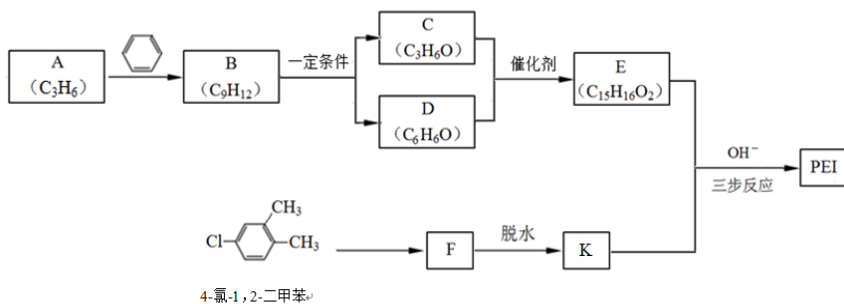 A
(C₃H₆)
B
(C₉H₁₂)
一定条件
C
(C₃H₆O)
D
(C₆H₆O)
催化剂
E
(C₁₅H₁₆O₂)
OH⁻
三步反应
PEI
CH₃
Cl
CH₃
F
脱水
K
4-氯-1,2-二甲苯